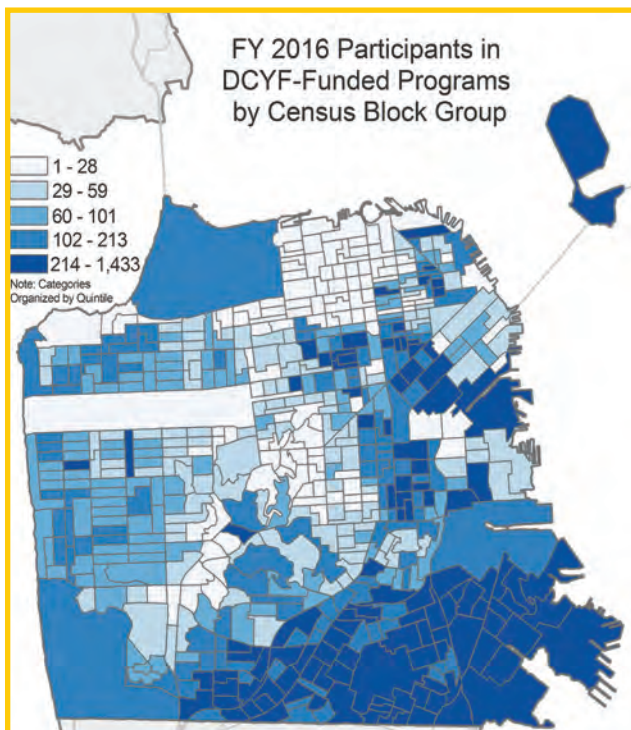 FY 2016 Participants in
DCYF-Funded Programs
by Census Block Group
1 - 28
29 - 59
60 - 101
102 - 213
214 - 1,433
Note: Categories
Organized by Quintile